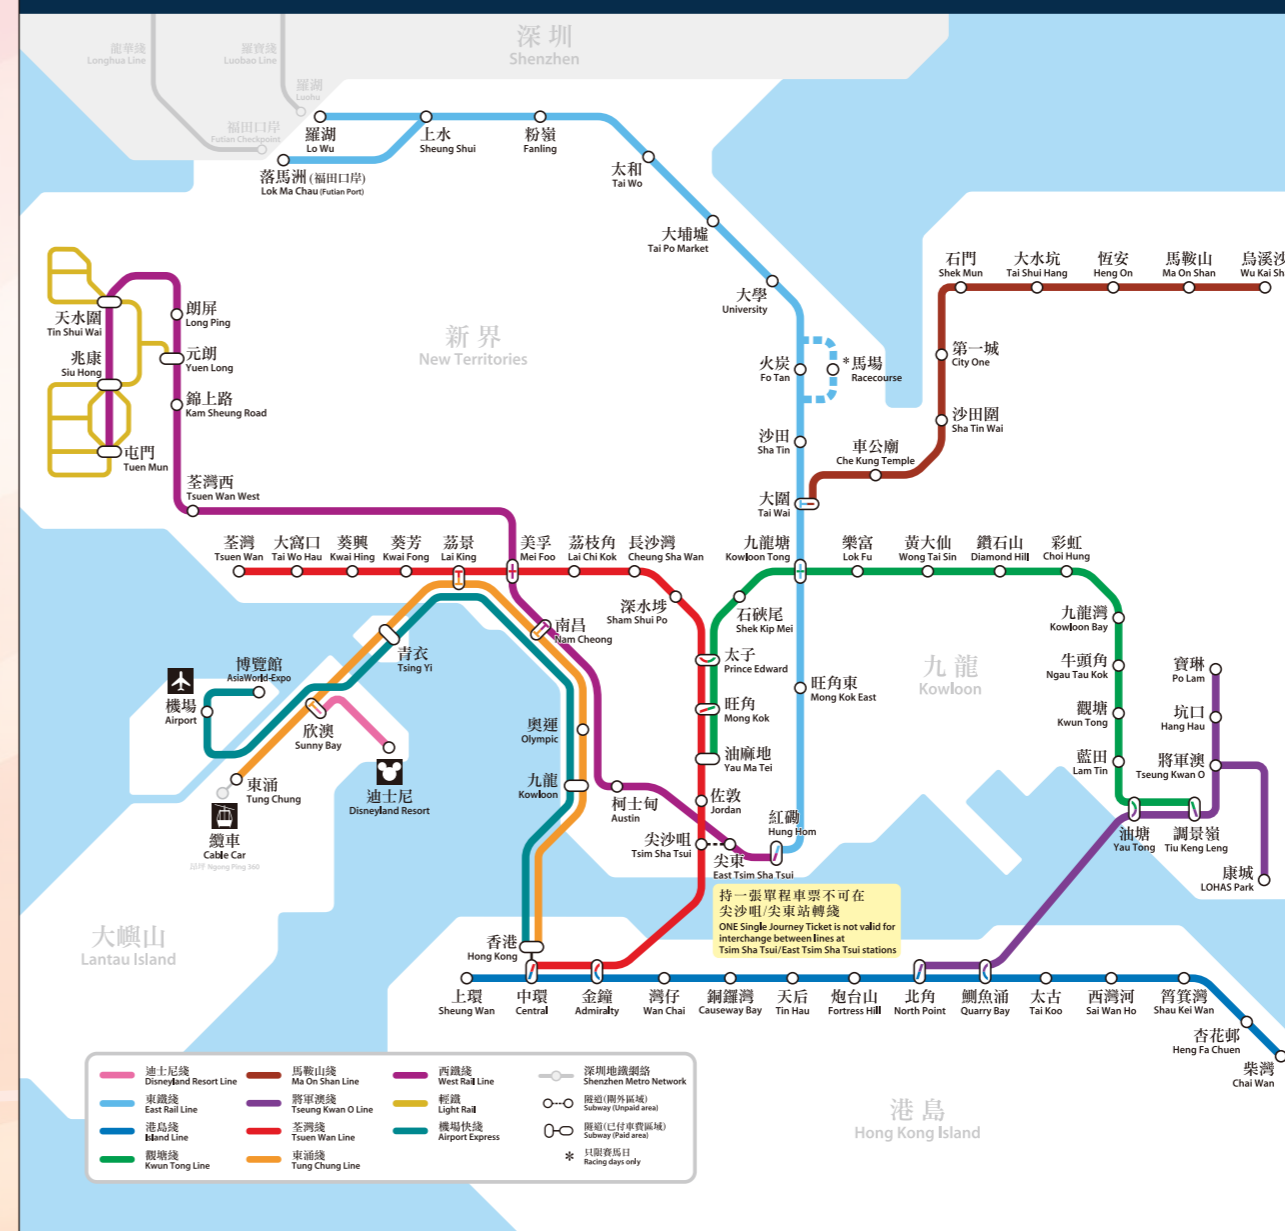 深圳
Shenzhen
龍華綫
Longhua Line
羅寶綫
Luobao Line
羅湖
Luohu
福田口岸
Futian Checkpoint
羅湖
Lo Wu
上水
Sheung Shui
粉嶺
Fanling
落馬洲 (福田口岸)
Lok Ma Chau (Futian Port)
太和
Tai Wo
大埔墟
Tai Po Market
大學
University
石門
Shek Mun
大水坑
Tai Shui Hang
恆安
Heng On
馬鞍山
Ma On Shan
烏溪沙
Wu Kai Sh
天水圍
Tin Shui Wai
朗屏
Long Ping
兆康
Siu Hong
元朗
Yuen Long
錦上路
Kam Sheung Road
屯門
Tuen Mun
新界
New Territories
火炭
Fo Tan
*馬場
Racecourse
第一城
City One
沙田圍
Sha Tin Wai
沙田
Sha Tin
車公廟
Che Kung Temple
大圍
Tai Wai
荃灣西
Tsuen Wan West
荃灣
Tsuen Wan
大窩口
Tai Wo Hau
葵興
Kwai Hing
葵芳
Kwai Fong
荔景
Lai King
美孚
Mei Foo
荔枝角
Lai Chi Kok
長沙灣
Cheung Sha Wan
九龍塘
Kowloon Tong
樂富
Lok Fu
黃大仙
Wong Tai Sin
鑽石山
Diamond Hill
彩虹
Choi Hung
深水埗
Sham Shui Po
石硤尾
Shek Kip Mei
九龍灣
Kowloon Bay
南昌
Nam Cheong
青衣
Tsing Yi
太子
Prince Edward
牛頭角
Ngau Tau Kok
寶琳
Po Lam
九龍
Kowloon
博覽館
AsiaWorld-Expo
機場
Airport
旺角東
Mong Kok East
旺角
Mong Kok
觀塘
Kwun Tong
坑口
Hang Hau
欣澳
Sunny Bay
奧運
Olympic
油麻地
Yau Ma Tei
藍田
Lam Tin
將軍澳
Tseung Kwan O
東涌
Tung Chung
迪士尼
Disneyland Resort
九龍
Kowloon
柯士甸
Austin
佐敦
Jordan
紅磡
Hung Hom
纜車
Cable Car
昂坪 Ngong Ping 360
尖沙咀
Tsim Sha Tsui
尖東
East Tsim Sha Tsui
油塘
Yau Tong
調景嶺
Tiu Keng Leng
康城
LOHAS Park
持一張單程車票不可在
尖沙咀/尖東站轉綫
ONE Single Journey Ticket is not valid for
interchange between lines at
Tsim Sha Tsui/East Tsim Sha Tsui stations
大嶼山
Lantau Island
香港
Hong Kong
上環
Sheung Wan
中環
Central
金鐘
Admiralty
灣仔
Wan Chai
銅鑼灣
Causeway Bay
天后
Tin Hau
炮台山
Fortress Hill
北角
North Point
鰂魚涌
Quarry Bay
太古
Tai Koo
西灣河
Sai Wan Ho
筲箕灣
Shau Kei Wan
杏花邨
Heng Fa Chuen
柴灣
Chai Wan
港島
Hong Kong Island
迪士尼綫
Disneyland Resort Line
東鐵綫
East Rail Line
港島綫
Island Line
觀塘綫
Kwun Tong Line
馬鞍山綫
Ma On Shan Line
將軍澳綫
Tseung Kwan O Line
荃灣綫
Tsuen Wan Line
東涌綫
Tung Chung Line
西鐵綫
West Rail Line
輕鐵
Light Rail
機場快綫
Airport Express
深圳地鐵網絡
Shenzhen Metro Network
隧道(閘外區域)
Subway (Unpaid area)
隧道(已付車費區域)
Subway (Paid area)
* 只限賽馬日
Racing days only